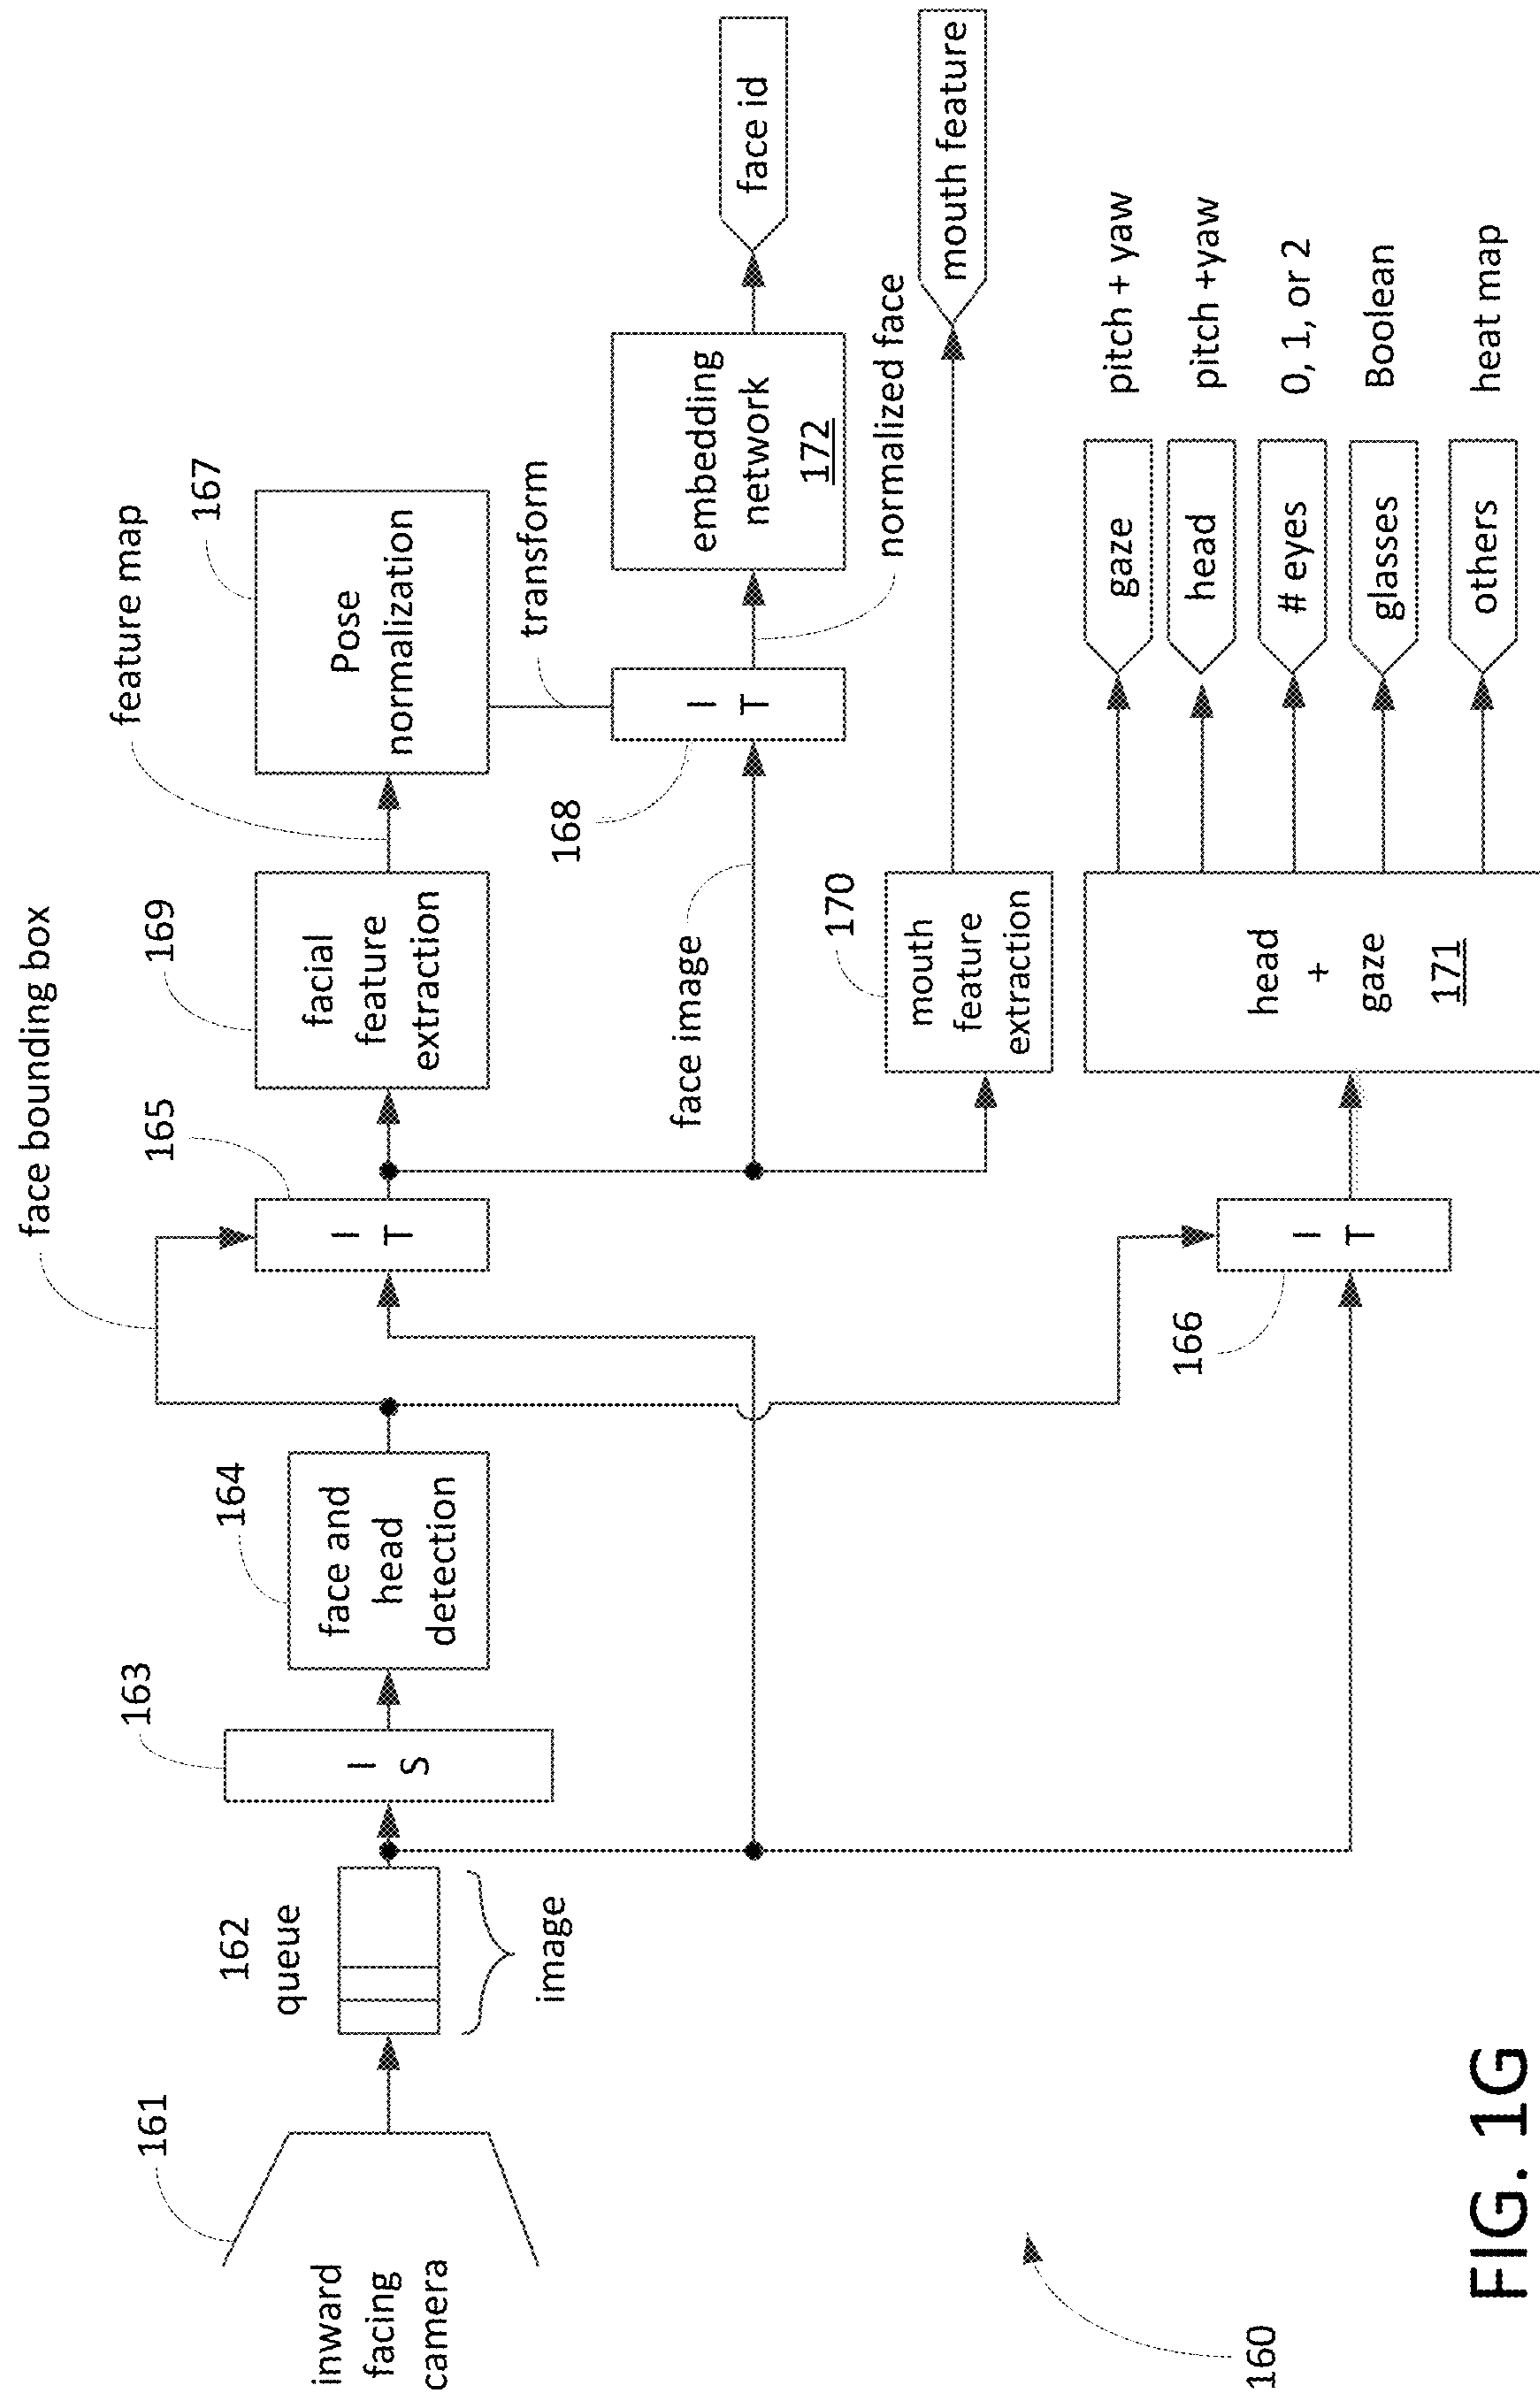 face bounding box
161
inward
facing
camera
162
queue
image
163
I
S
164
face and
head
detection
165
I
T
169
facial
feature
extraction
feature map
167
Pose
normalization
transform
face image
168
I
T
normalized face
embedding
network
172
face id
170
mouth
feature
extraction
mouth feature
166
I
T
head
+
gaze
171
gaze
pitch + yaw
head
pitch +yaw
# eyes
0, 1, or 2
glasses
Boolean
others
heat map
160
FIG. 1G